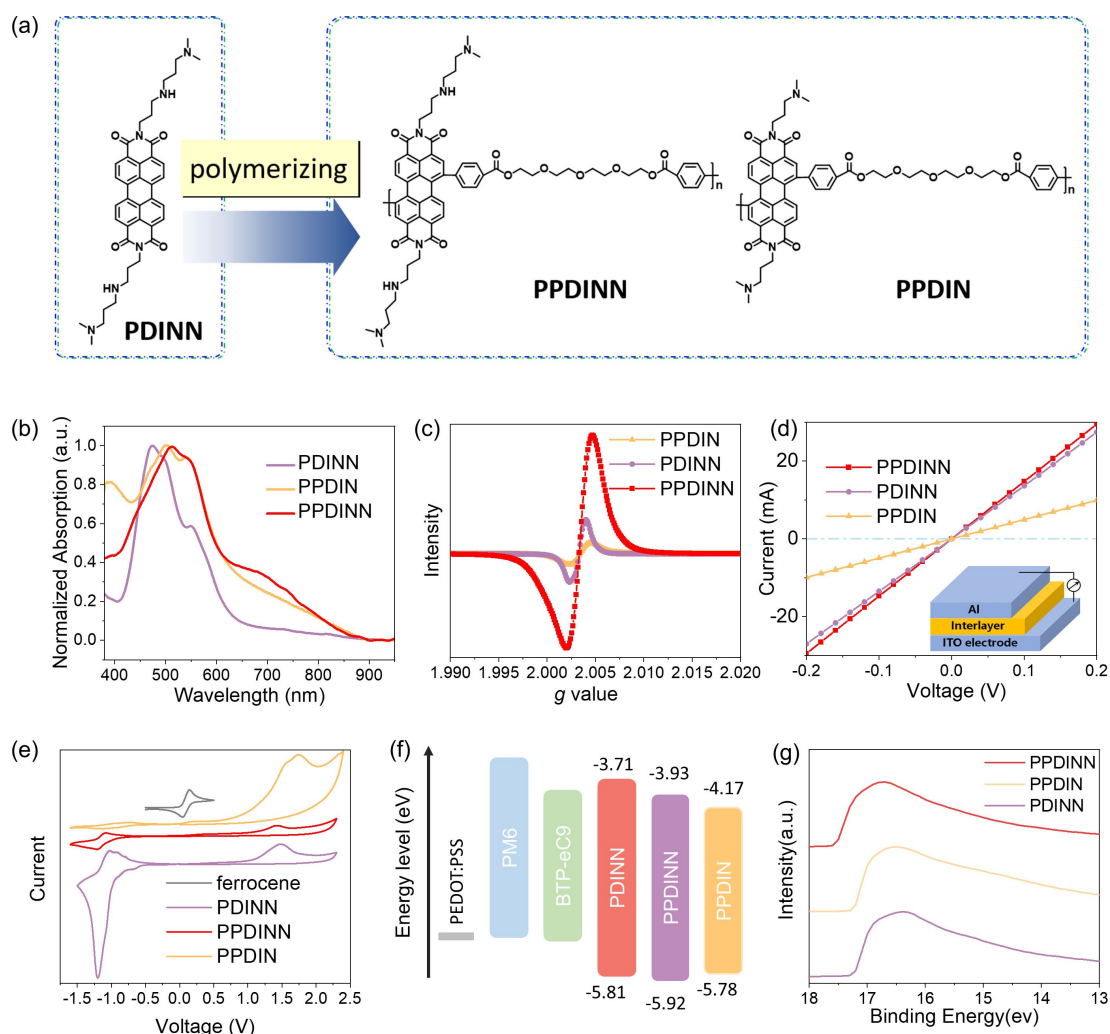 (a)
N
NH
N
O
O
O
O
N
HN
N
PDINN
polymerizing
N
NH
N
O
O
O
O
N
HN
N
O
O
O
O
O
O
O
n
PPDINN
N
N
O
O
O
O
N
N
O
O
O
O
O
O
O
n
PPDIN
(b)
Normalized Absorption (a.u.)
1.0
0.8
0.6
0.4
0.2
0.0
400 500 600 700 800 900
Wavelength (nm)
PDINN
PPDIN
PPDINN
(c)
Intensity
1.990 1.995 2.000 2.005 2.010 2.015 2.020
g value
PPDIN
PDINN
PPDINN
(d)
Current (mA)
20
0
-20
-0.2 -0.1 0.0 0.1 0.2
Voltage (V)
PPDINN
PDINN
PPDIN
Al
Interlayer
ITO electrode
(e)
Current
ferrocene
PDINN
PPDINN
PPDIN
-1.5 -1.0 -0.5 0.0 0.5 1.0 1.5 2.0 2.5
Voltage (V)
(f)
Energy level (eV)
PEDOT:PSS
PM6
BTP-eC9
-3.71
PDINN
-5.81
-3.93
PPDINN
-5.92
-4.17
PPDIN
-5.78
(g)
Intensity(a.u.)
PPDINN
PPDIN
PDINN
18 17 16 15 14 13
Binding Energy(ev)